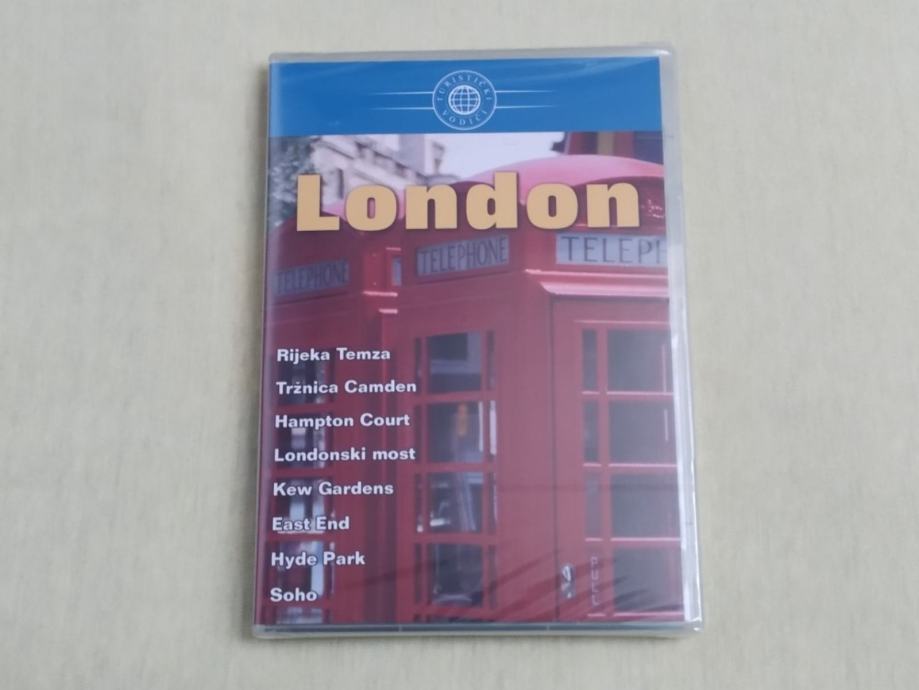 TURISTIČKI
VODIČI
London
TELEPHONE
TELEPHONE
TELEPH
Rijeka Temza
Tržnica Camden
Hampton Court
Londonski most
Kew Gardens
East End
Hyde Park
Soho
PULL